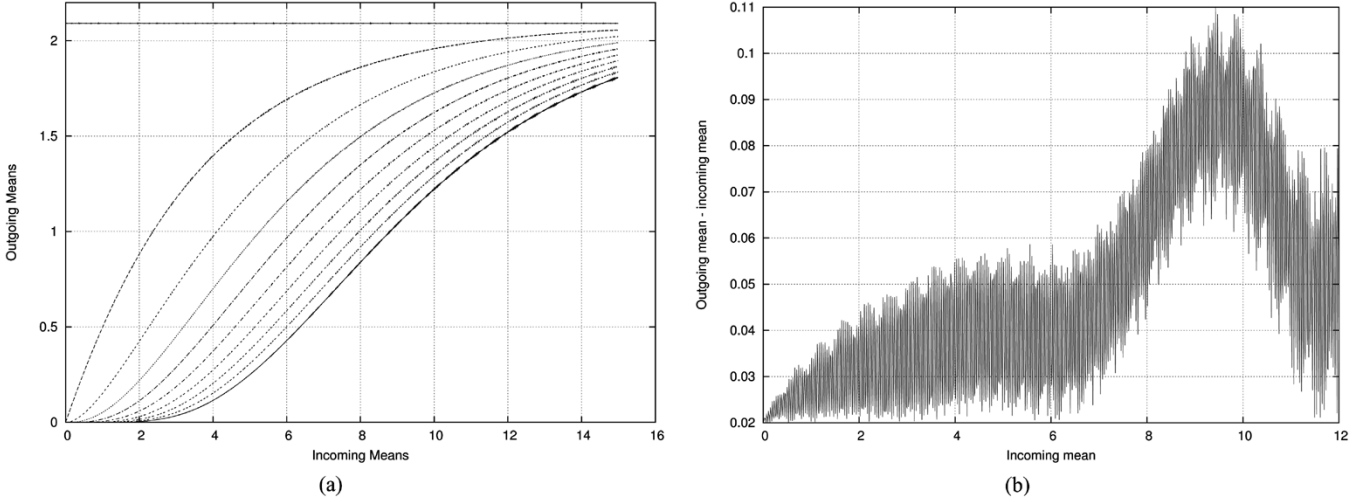 2
1.5
1
0.5
0
0 2 4 6 8 10 12 14 16
Outgoing Means
Incoming Means
(a)
0.11
0.1
0.09
0.08
0.07
0.06
0.05
0.04
0.03
0.02
0 2 4 6 8 10 12
Outgoing mean - incoming mean
Incoming mean
(b)